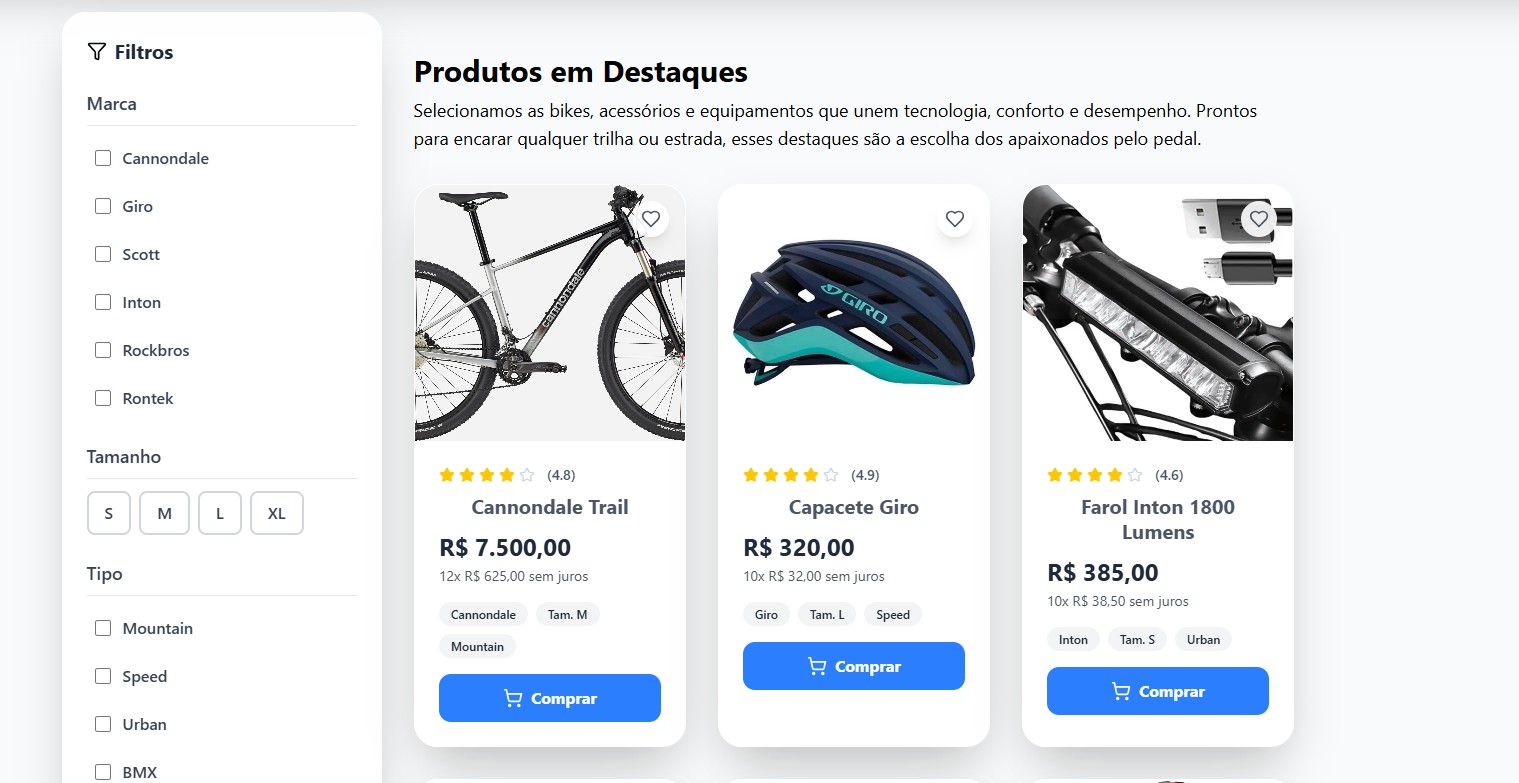 Filtros
Marca
Cannondale
Giro
Scott
Inton
Rockbros
Rontek
Tamanho
S M L XL
Tipo
Mountain
Speed
Urban
BMX
Produtos em Destaques
Selecionamos as bikes, acessórios e equipamentos que unem tecnologia, conforto e desempenho. Prontos
para encarar qualquer trilha ou estrada, esses destaques são a escolha dos apaixonados pelo pedal.
cannondale
(4.8)
Cannondale Trail
R$ 7.500,00
12x R$ 625,00 sem juros
Cannondale Tam. M
Mountain
Comprar
GIRO
(4.9)
Capacete Giro
R$ 320,00
10x R$ 32,00 sem juros
Giro Tam. L Speed
Comprar
(4.6)
Farol Inton 1800
Lumens
R$ 385,00
10x R$ 38,50 sem juros
Inton Tam. S Urban
Comprar